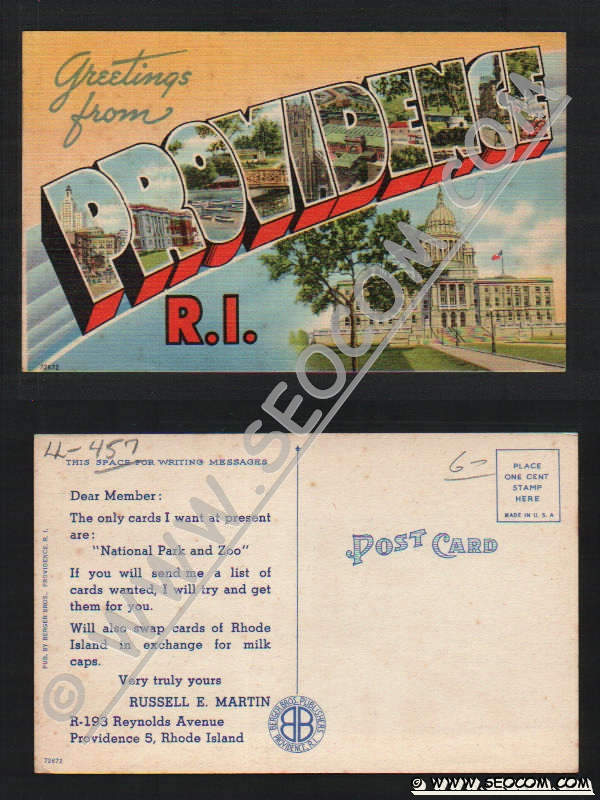 Greetings
from
PROVIDENCE
R.I.
72672
LL-457
6-
THIS SPACE FOR WRITING MESSAGES
PLACE
ONE CENT
STAMP
HERE
MADE IN U.S.A
Dear Member:
The only cards I want at present
are:
"National Park and Zoo"
If you will send me a list of
cards wanted, I will try and get
them for you.
Will also swap cards of Rhode
Island in exchange for milk
caps.
Very truly yours
RUSSELL E. MARTIN
R-193 Reynolds Avenue
Providence 5, Rhode Island
POST CARD
PUB. BY BERGER BROS., PROVIDENCE, R. I.
BERGER BROS. PUBLISHERS
BB
PROVIDENCE, R.I.
72672
© WWW.SEOCOM.COM
© WWW.SEOCOM.COM